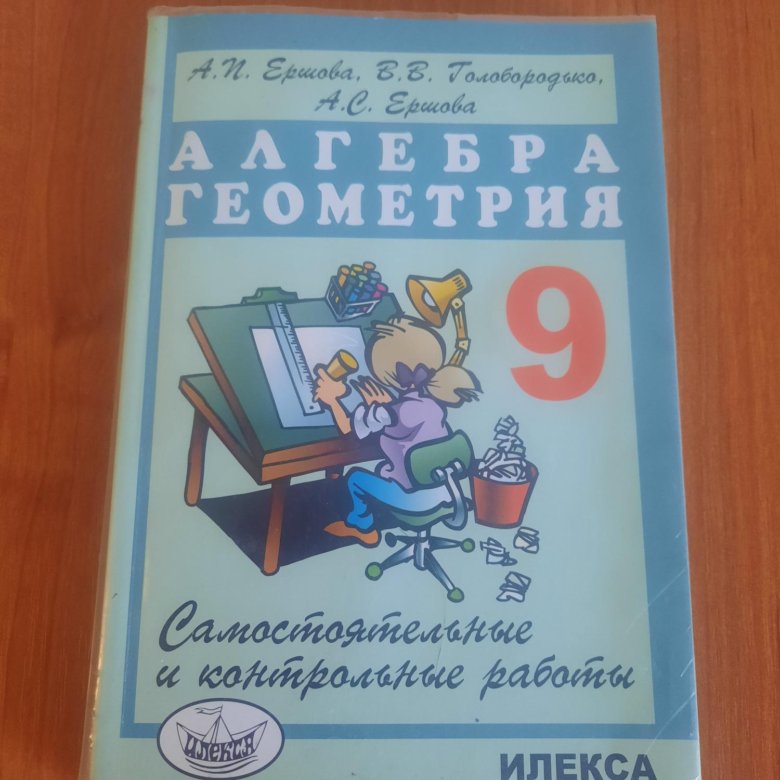 А.П. Ершова, В.В. Голобородько,
А.С. Ершова
АЛГЕБРА
ГЕОМЕТРИЯ
9
Самостоятельные
и контрольные работы
ИЛЕКСА
ИЛЕКСА